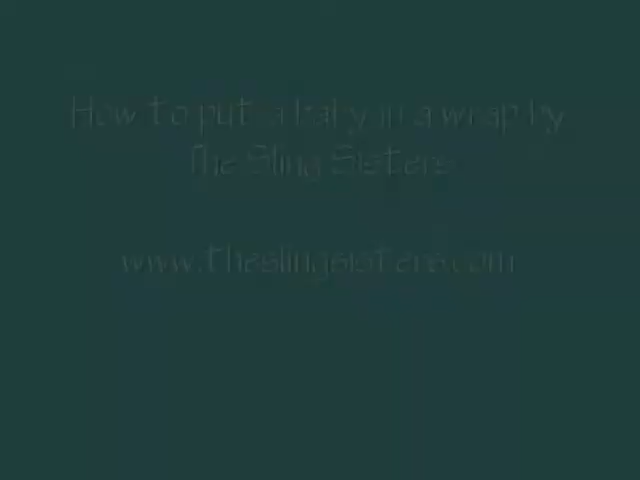 How to put a baby in a wrap by
The Sling Sisters
www.theslingsisters.com